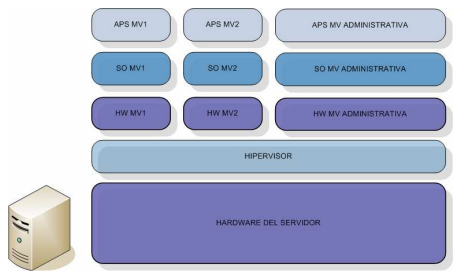 APS MV1
APS MV2
APS MV ADMINISTRATIVA
SO MV1
SO MV2
SO MV ADMINISTRATIVA
HW MV1
HW MV2
HW MV ADMINISTRATIVA
HIPERVISOR
HARDWARE DEL SERVIDOR